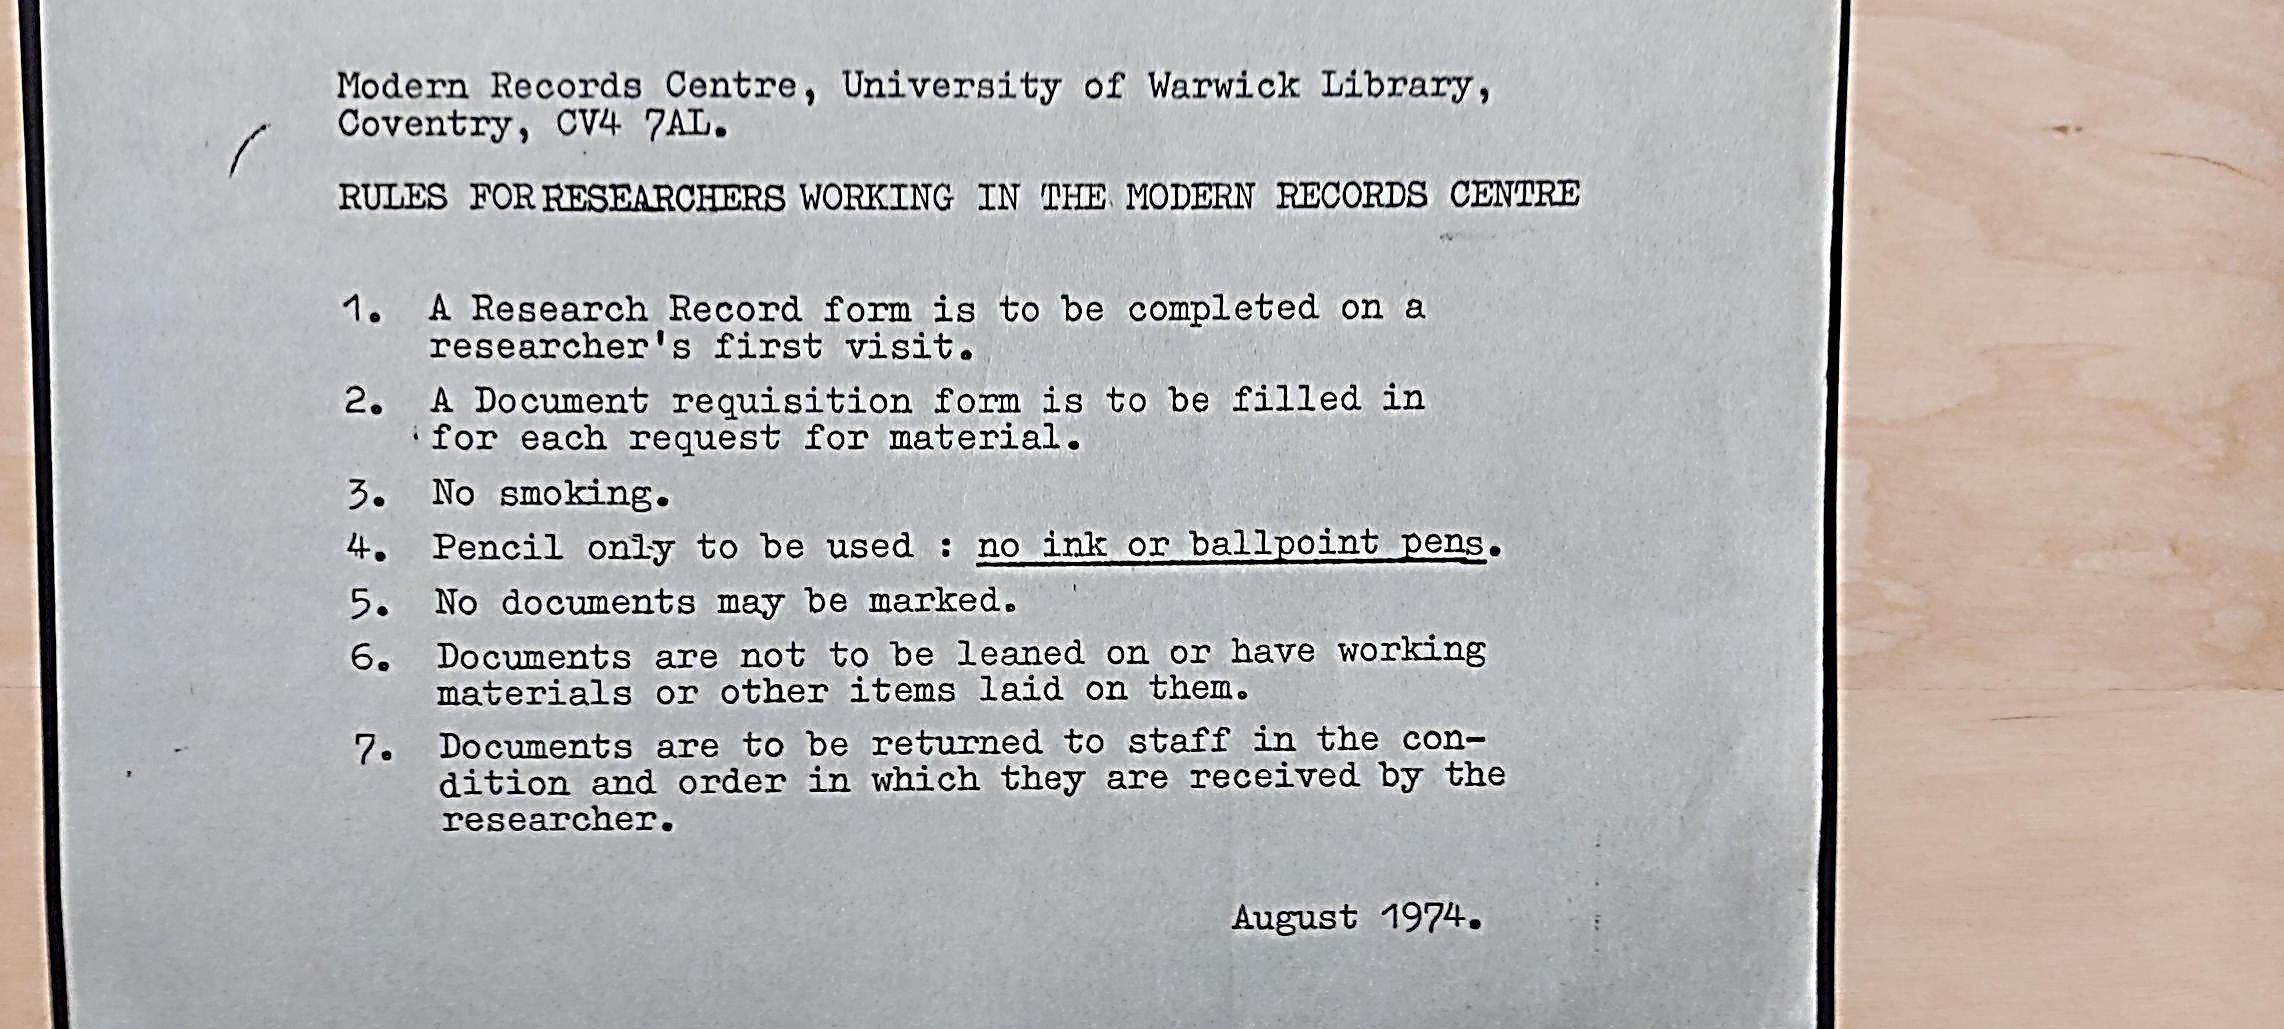 Modern Records Centre, University of Warwick Library,
Coventry, CV4 7AL.
RULES FOR RESEARCHERS WORKING IN THE MODERN RECORDS CENTRE
1. A Research Record form is to be completed on a
researcher's first visit.
2. A Document requisition form is to be filled in
for each request for material.
3. No smoking.
4. Pencil only to be used : no ink or ballpoint pens.
5. No documents may be marked.
6. Documents are not to be leaned on or have working
materials or other items laid on them.
7. Documents are to be returned to staff in the con-
dition and order in which they are received by the
researcher.
August 1974.